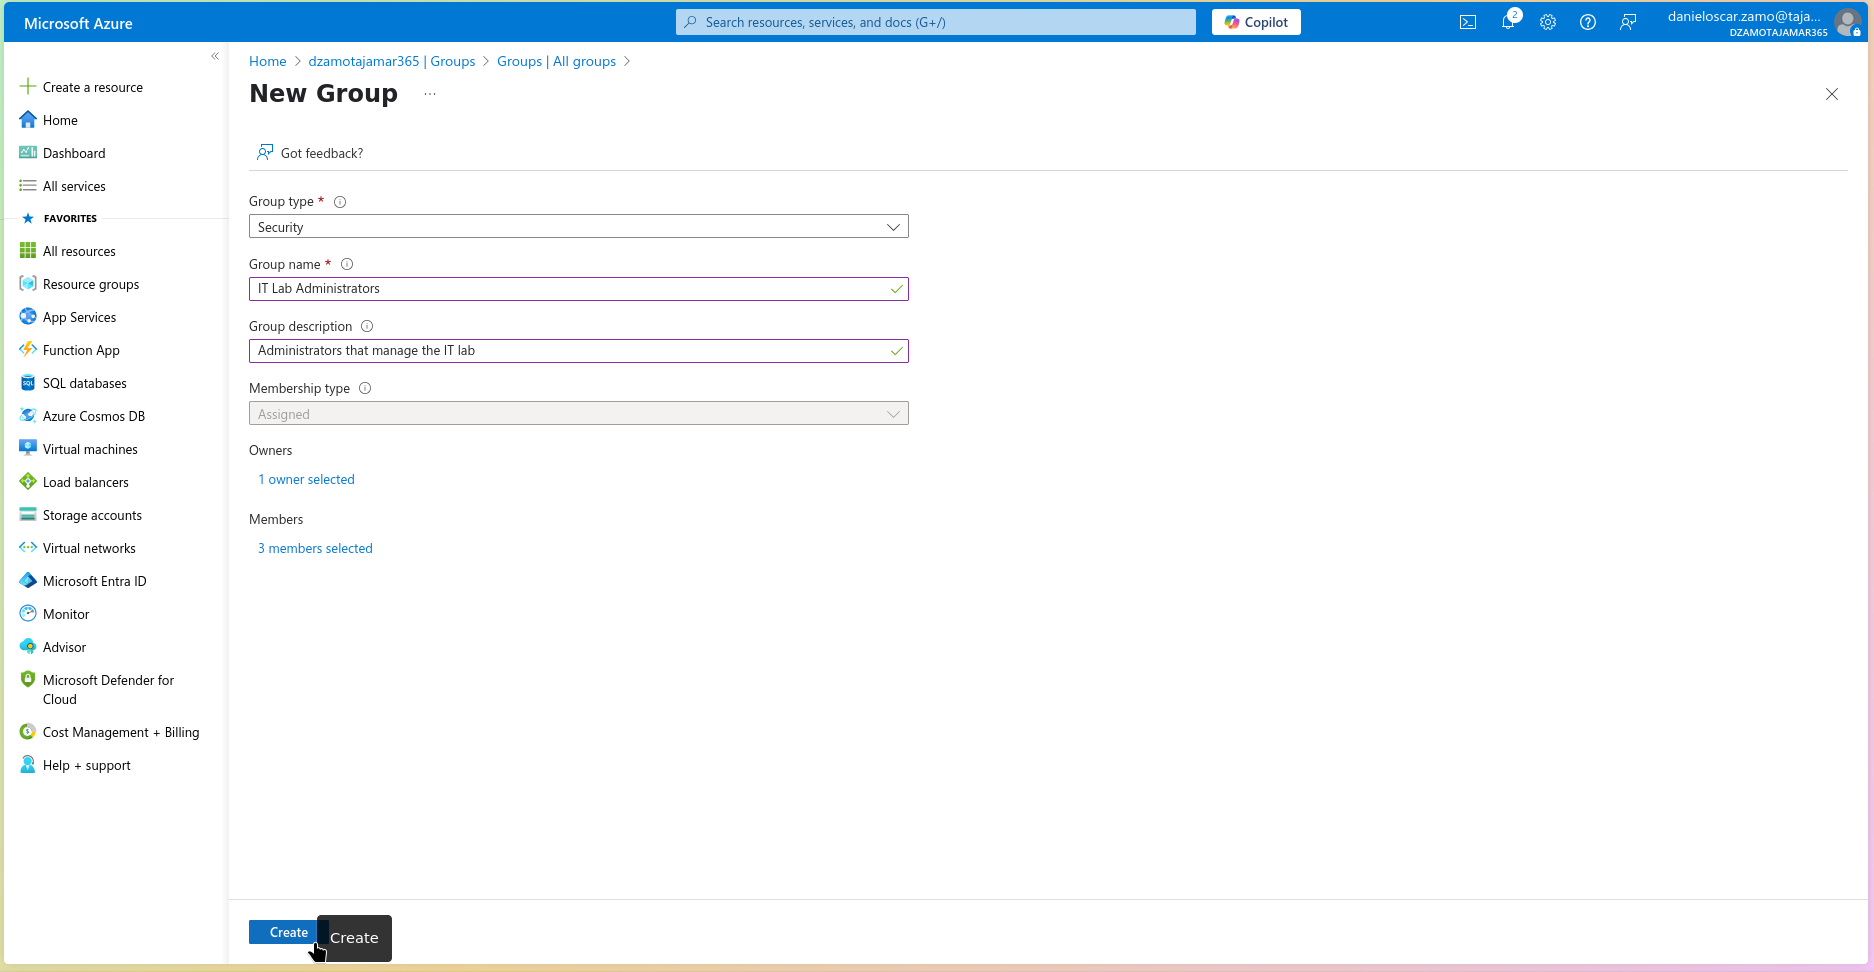 Microsoft Azure
Search resources, services, and docs (G+/)
Copilot
2
danieloscar.zamo@taja...
DZAMOTAJAMAR365
Create a resource
Home
Dashboard
All services
FAVORITES
All resources
Resource groups
App Services
Function App
SQL databases
Azure Cosmos DB
Virtual machines
Load balancers
Storage accounts
Virtual networks
Microsoft Entra ID
Monitor
Advisor
Microsoft Defender for
Cloud
Cost Management + Billing
Help + support
Home > dzamotajamar365 | Groups > Groups | All groups >
New Group ...
Got feedback?
Group type *
Security
Group name *
IT Lab Administrators
Group description
Administrators that manage the IT lab
Membership type
Assigned
Owners
1 owner selected
Members
3 members selected
Create
Create